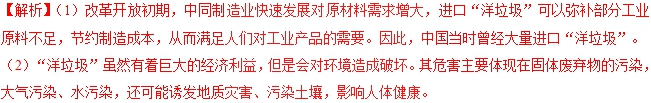 【解析】（1）改革开放初期，中同制造业快速发展对原材料需求增大，进口“洋垃圾”可以弥补部分工业
原料不足，节约制造成本，从而满足人们对工业产品的需要。因此，中国当时曾经大量进口“洋垃圾”。
（2）“洋垃圾”虽然有着巨大的经济利益，但是会对环境造成破坏。其危害主要体现在固体废弃物的污染，
大气污染、水污染，还可能诱发地质灾害、污染土壤，影响人体健康。